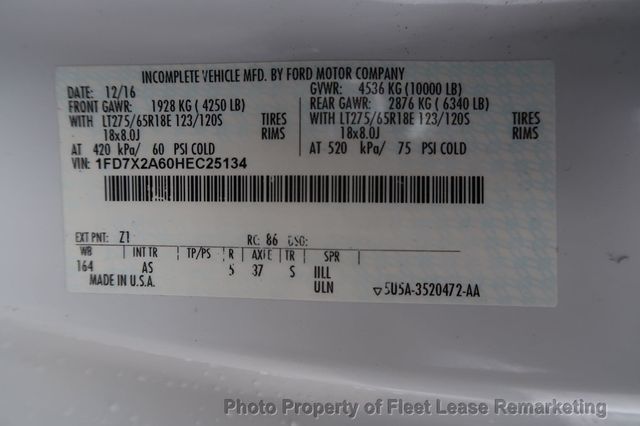 INCOMPLETE VEHICLE MFD. BY FORD MOTOR COMPANY
DATE: 12/16 GVWR: 4536 KG (10000 LB)
FRONT GAWR: 1928 KG (4250 LB) REAR GAWR: 2876 KG (6340 LB)
WITH LT275/65R18E 123/120S TIRES WITH LT275/65R18E 123/120S TIRES
18x8.0J RIMS 18x8.0J RIMS
AT 420 kPa/ 60 PSI COLD AT 520 kPa/ 75 PSI COLD
VIN: 1FD7X2A60HEC25134
EXT PNT: Z1 RC: 86 DSO:
WB INT TR TP/PS R AXLE TR SPR
164 AS 5 37 S
MADE IN U.S.A. ULN ▽5U5A-3520472-AA
Photo Property of Fleet Lease Remarketing